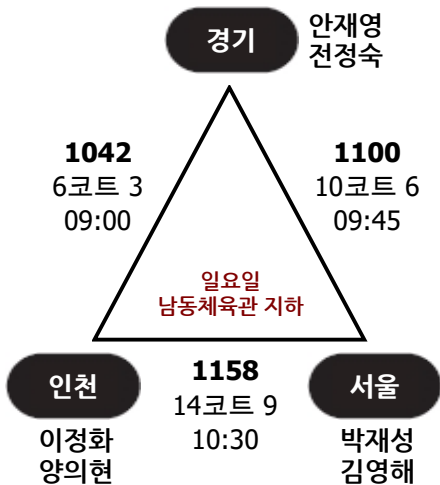 경기
안재영
전정숙
1042
6코트 3
09:00
1100
10코트 6
09:45
일요일
남동체육관 지하
인천
이정화
양의현
1158
14코트 9
10:30
서울
박재성
김영해